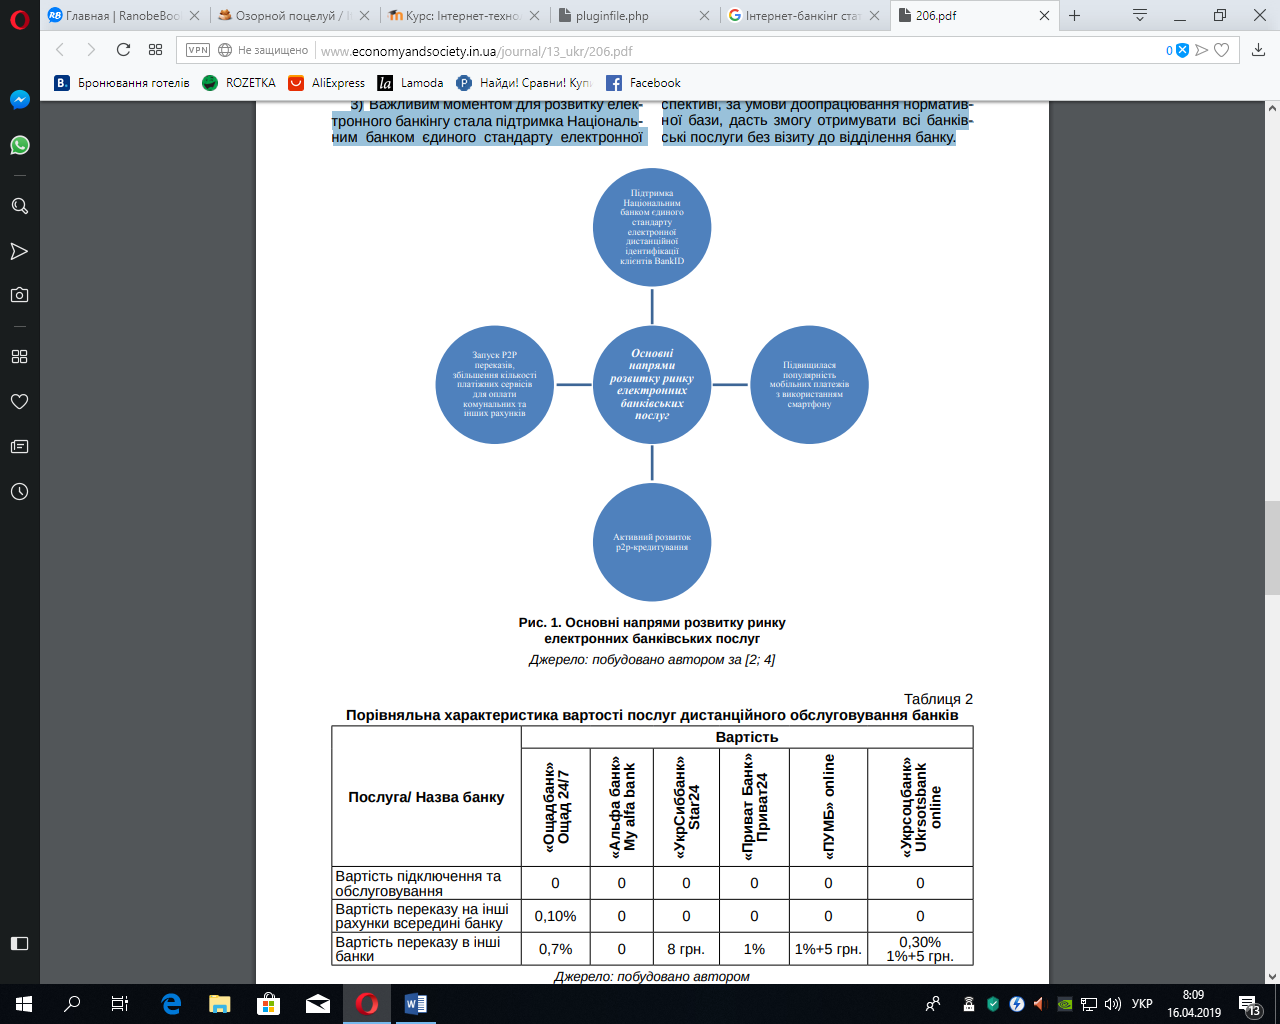 Главная | RanobeBoo
Озорной поцелуй / I
Курс: Інтернет-техно
pluginfile.php
Інтернет-банкінг ста
206.pdf
VPN
Не защищено
www.economyandsociety.in.ua/journal/13_ukr/206.pdf
0
Бронювання готелів
ROZETKA
AliExpress
Lamoda
Найди! Сравни! Купи
Facebook
3) Важливим моментом для розвитку елек-
тронного банкінгу стала підтримка Національ-
ним банком єдиного стандарту електронної
спективі, за умови доопрацювання норматив-
ної бази, дасть змогу отримувати всі банків-
ські послуги без візиту до відділення банку.
Підтримка
Національним
банком єдиного
стандарту
електронної
дистанційної
ідентифікації
клієнтів BankID
Запуск P2P
переказів,
збільшення кількості
платіжних сервісів
для оплати
комунальних та
інших рахунків
Основні
напрями
розвитку ринку
електронних
банківських
послуг
Підвищилася
популярність
мобільних платежів
з використанням
смартфону
Активний розвиток
p2p-кредитування
Рис. 1. Основні напрями розвитку ринку
електронних банківських послуг
Джерело: побудовано автором за [2; 4]
Таблиця 2
Порівняльна характеристика вартості послуг дистанційного обслуговування банків
Послуга/ Назва банку
Вартість
«Ощадбанк»
Ощад 24/7
«Альфа банк»
My alfa bank
«УкрСиббанк»
Star24
«Приват Банк»
Приват24
«ПУМБ» online
«Укрсоцбанк»
Ukrsotsbank
online
Вартість підключення та
обслуговування
0 0 0 0 0 0
Вартість переказу на інші
рахунки всередині банку
0,10% 0 0 0 0 0
Вартість переказу в інші
банки
0,7% 0 8 грн. 1% 1%+5 грн. 0,30%
1%+5 грн.
Джерело: побудовано автором
УКР
8:09
16.04.2019
13